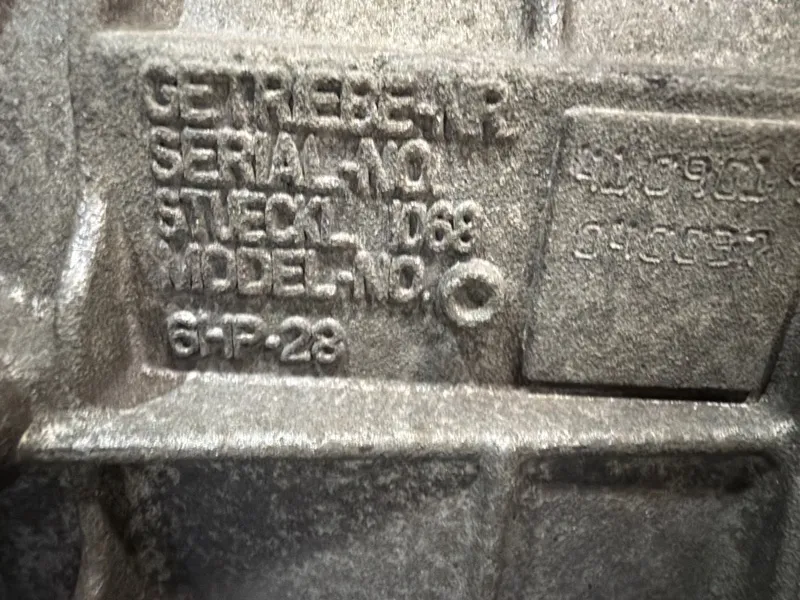 GETRIEBE-NR.
SERIAL-NO.
STUECKL. 1068
MODEL-NO.
6HP-28